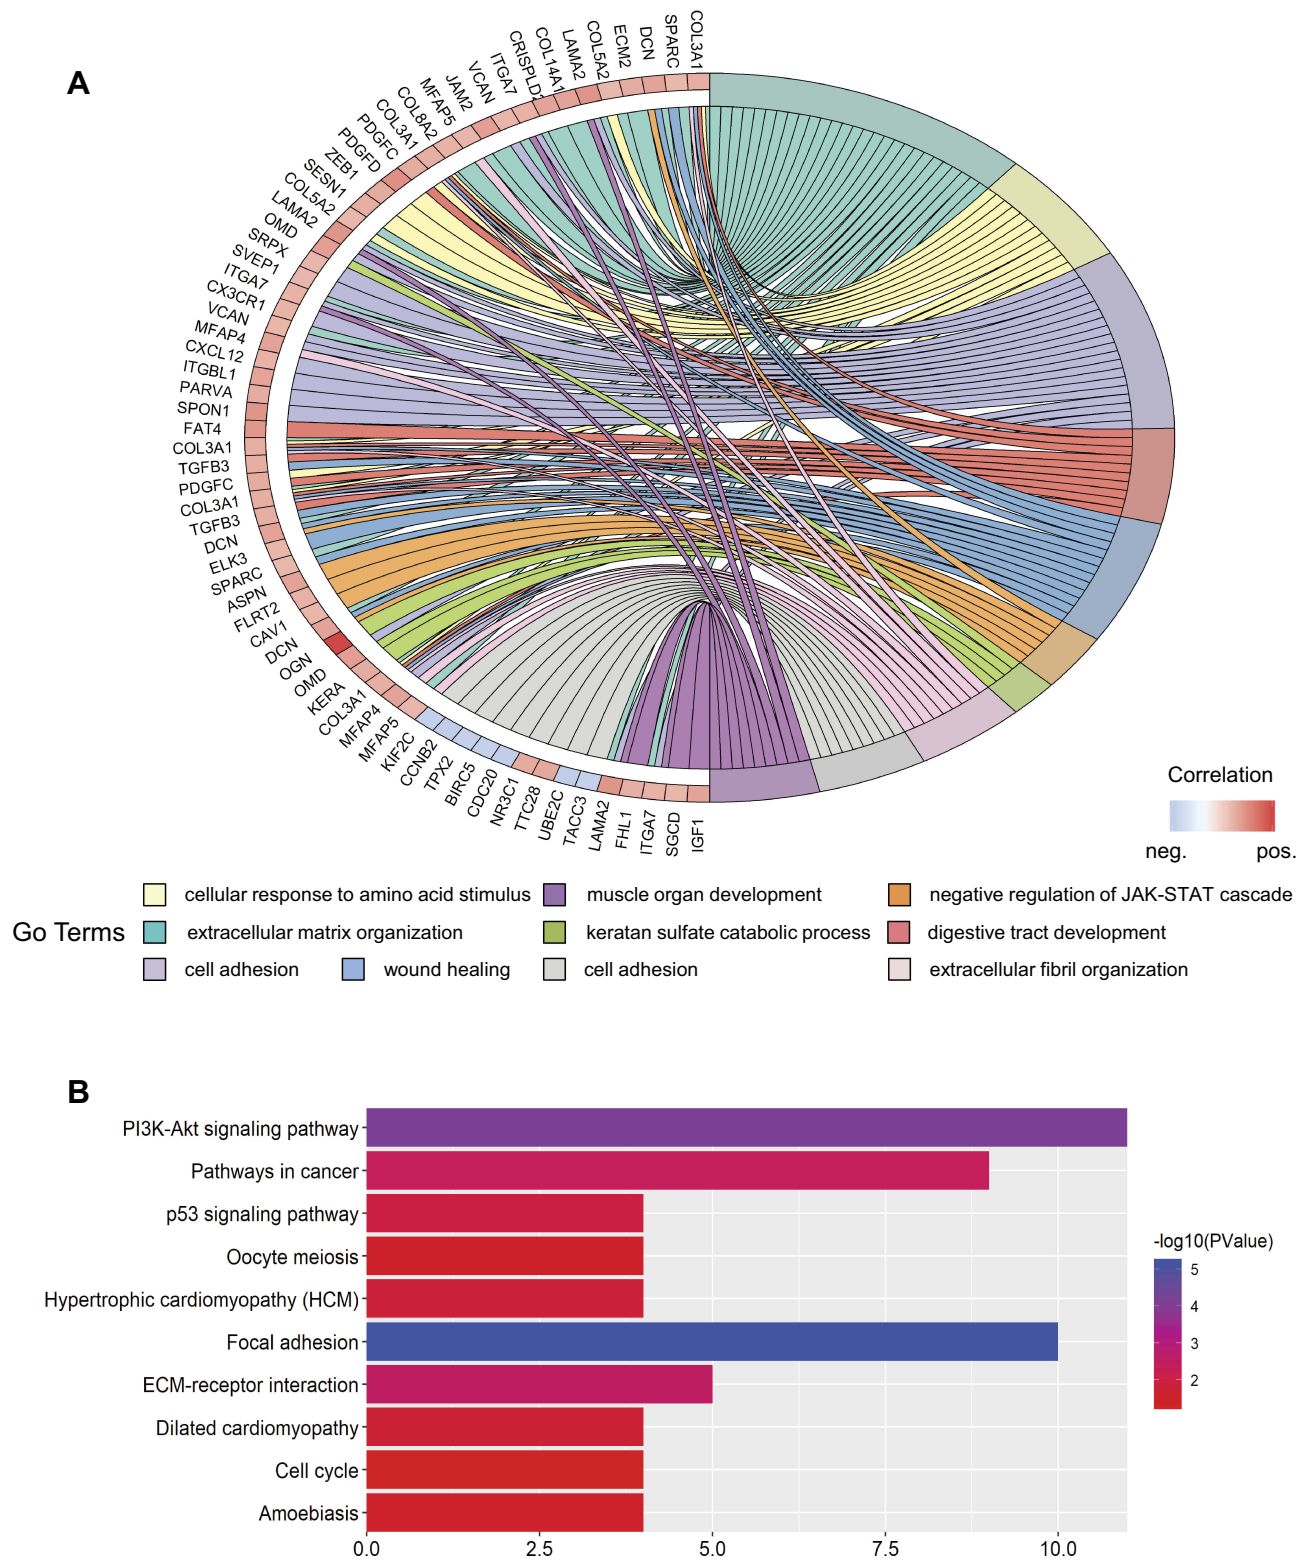 A
COL3A1
SPARC
DCN
ECM2
COL5A2
LAMA2
COL14A1
CRISPLD2
ITGA7
VCAN
JAM2
MFAP5
COL8A2
COL3A1
PDGFC
PDGFD
ZEB1
SESN1
COL5A2
LAMA2
OMD
SRPX
SVEP1
ITGA7
CX3CR1
VCAN
MFAP4
CXCL12
ITGBL1
PARVA
SPON1
FAT4
COL3A1
TGFB3
PDGFC
COL3A1
TGFB3
DCN
ELK3
SPARC
ASPN
FLRT2
CAV1
DCN
OGN
OMD
KERA
COL3A1
MFAP4
MFAP5
KIF2C
CCNB2
TPX2
BIRC5
CDC20
NR3C1
TTC28
UBE2C
TACC3
LAMA2
FHL1
ITGA7
SGCD
IGF1
Correlation
neg. pos.
cellular response to amino acid stimulus muscle organ development negative regulation of JAK-STAT cascade
Go Terms extracellular matrix organization keratan sulfate catabolic process digestive tract development
cell adhesion wound healing cell adhesion extracellular fibril organization
B
PI3K-Akt signaling pathway
Pathways in cancer
p53 signaling pathway
Oocyte meiosis
Hypertrophic cardiomyopathy (HCM)
Focal adhesion
ECM-receptor interaction
Dilated cardiomyopathy
Cell cycle
Amoebiasis
0.0 2.5 5.0 7.5 10.0
-log10(PValue)
5
4
3
2